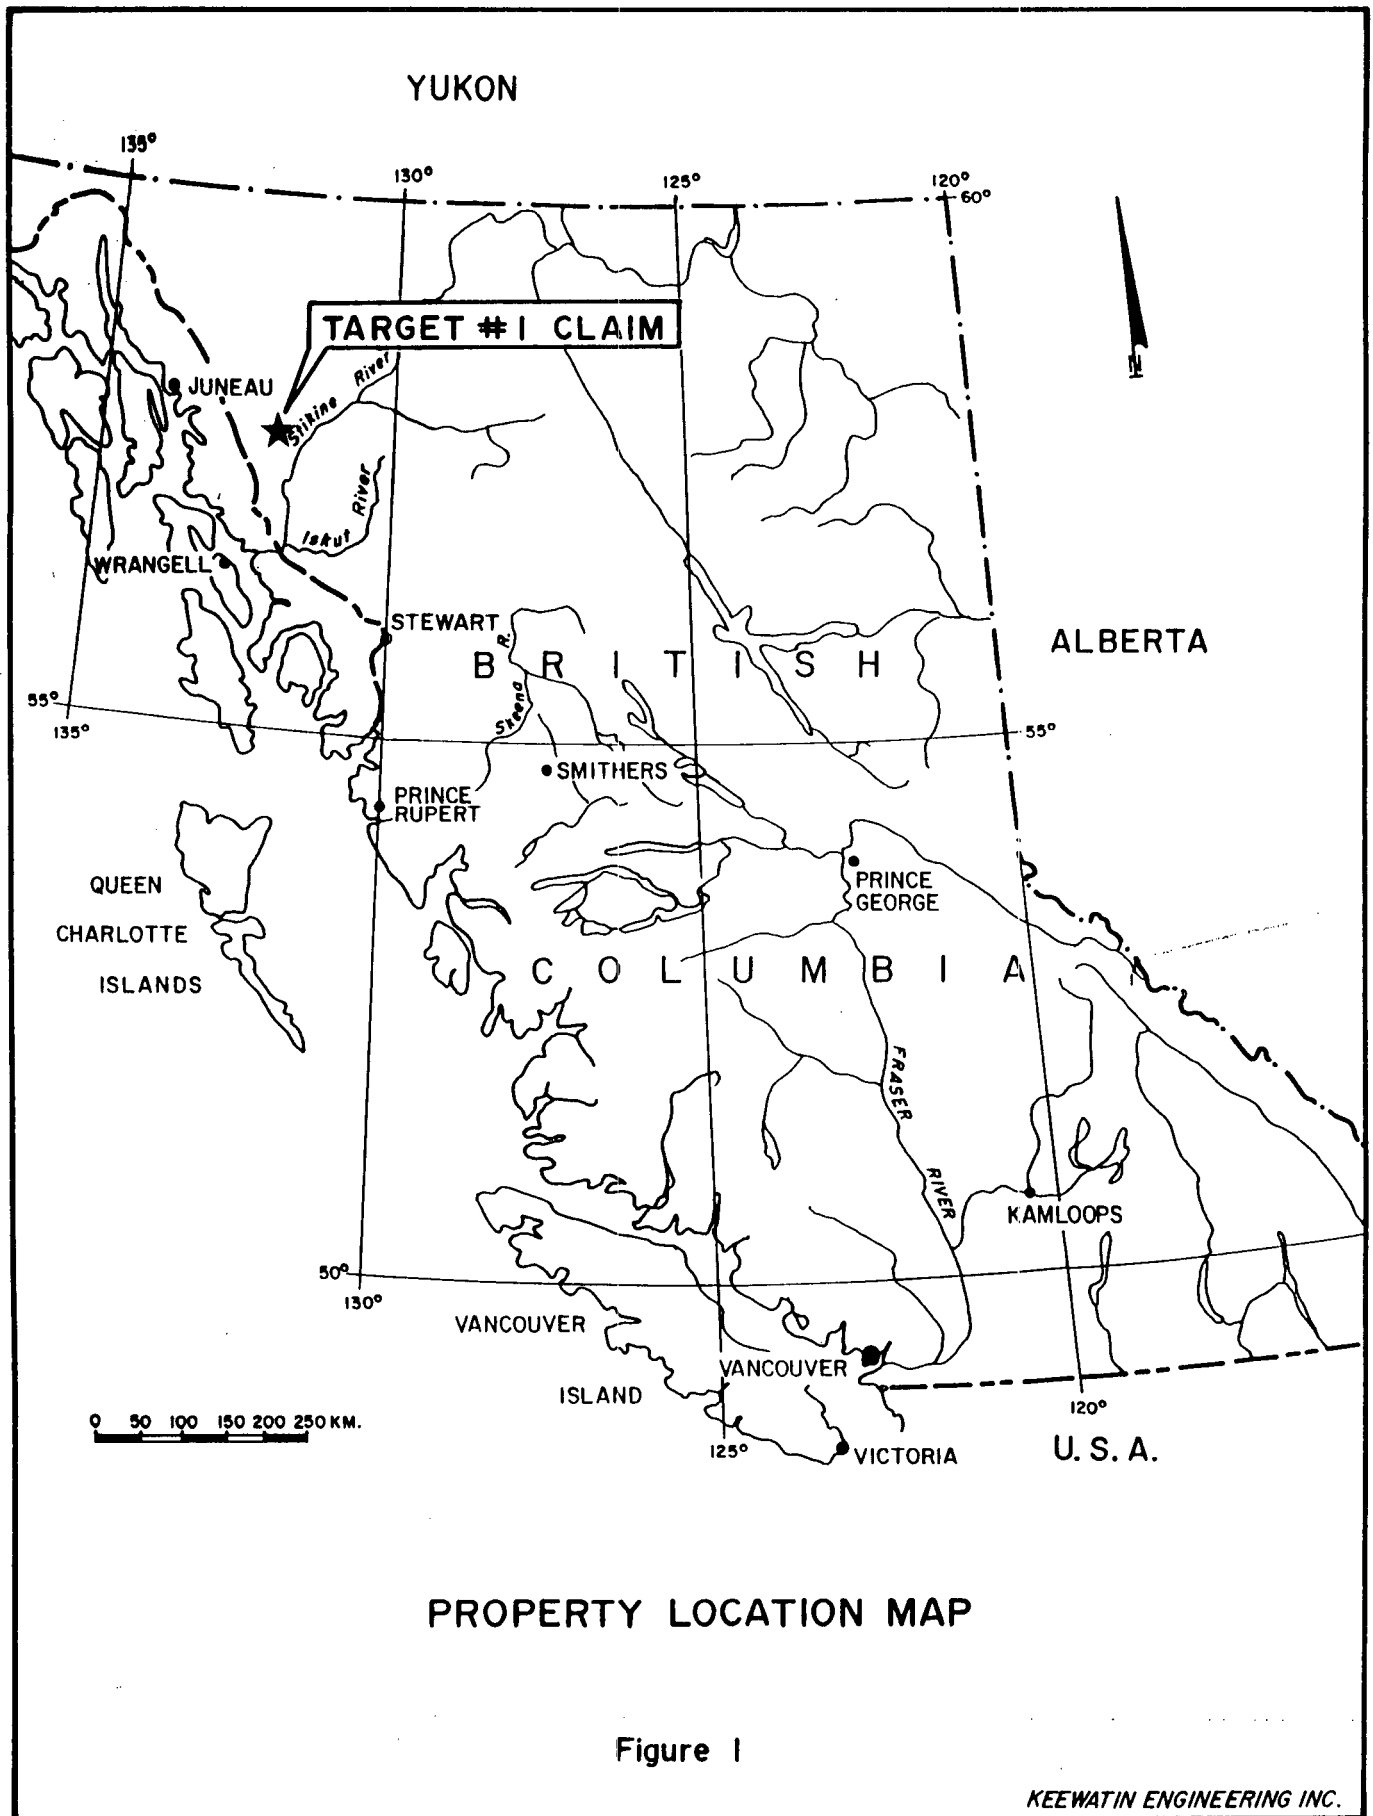 YUKON
135°
130°
125°
120°
60°
TARGET #1 CLAIM
N
JUNEAU
Stikine River
Iskut River
WRANGELL
STEWART
ALBERTA
BRITISH
Skeena R.
55°
135°
55°
SMITHERS
PRINCE
RUPERT
PRINCE
GEORGE
QUEEN
CHARLOTTE
ISLANDS
COLUMBIA
FRASER RIVER
KAMLOOPS
50°
130°
VANCOUVER
ISLAND
VANCOUVER
120°
125°
VICTORIA
U.S.A.
0 50 100 150 200 250 KM.
PROPERTY LOCATION MAP
Figure 1
KEEWATIN ENGINEERING INC.